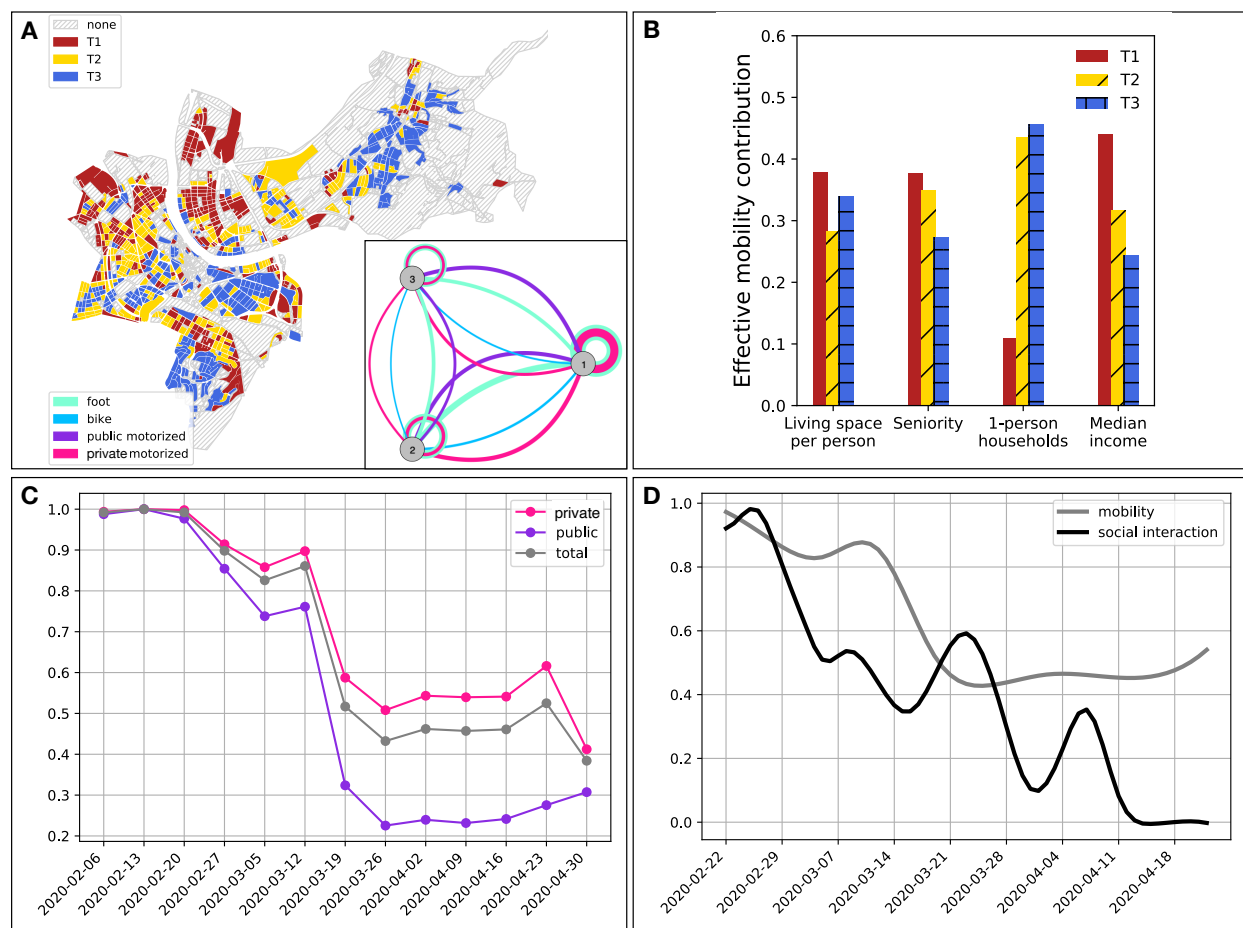 A
none
T1
T2
T3
3
1
2
foot
bike
public motorized
private motorized
B
Effective mobility contribution
0.6
0.5
0.4
0.3
0.2
0.1
0.0
T1
T2
T3
Living space
per person
Seniority
1-person
households
Median
income
C
1.0
0.9
0.8
0.7
0.6
0.5
0.4
0.3
0.2
private
public
total
2020-02-06
2020-02-13
2020-02-20
2020-02-27
2020-03-05
2020-03-12
2020-03-19
2020-03-26
2020-04-02
2020-04-09
2020-04-16
2020-04-23
2020-04-30
D
1.0
0.8
0.6
0.4
0.2
0.0
mobility
social interaction
2020-02-22
2020-02-29
2020-03-07
2020-03-14
2020-03-21
2020-03-28
2020-04-04
2020-04-11
2020-04-18